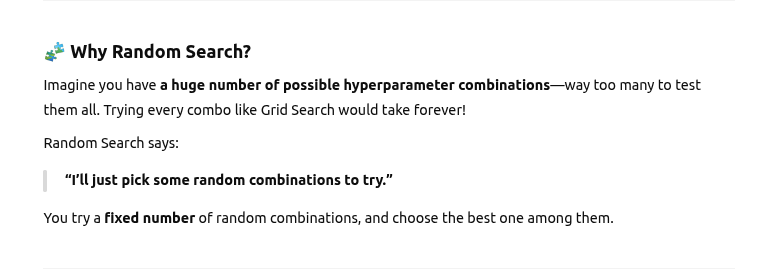 🧩 Why Random Search?
Imagine you have a huge number of possible hyperparameter combinations—way too many to test
them all. Trying every combo like Grid Search would take forever!
Random Search says:
“I’ll just pick some random combinations to try.”
You try a fixed number of random combinations, and choose the best one among them.